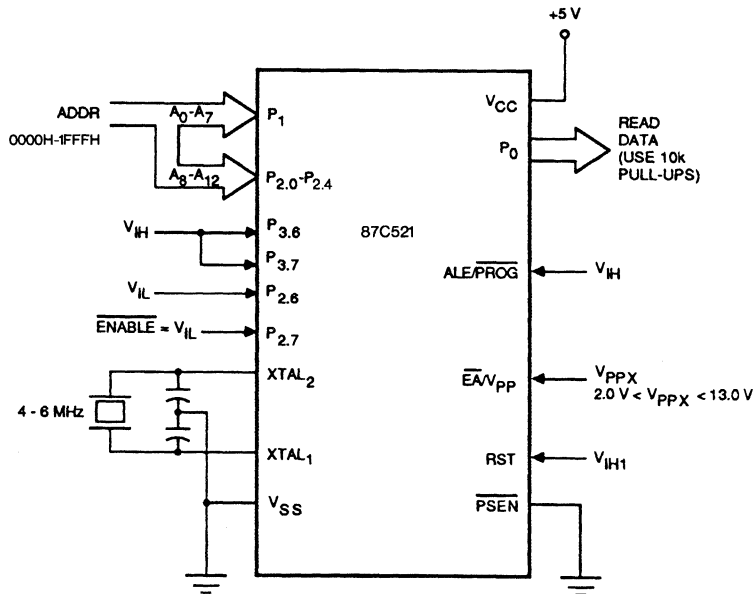 +5 V
ADDR
0000H-1FFFH
A0-A7
P1
A8-A12
P2.0-P2.4
VIH
P3.6
P3.7
VIL
P2.6
ENABLE = VIL
P2.7
XTAL2
4 - 6 MHz
XTAL1
VSS
87C521
VCC
P0
READ
DATA
(USE 10k
PULL-UPS)
ALE/PROG
VIH
EA/VPP
VPPX
2.0 V < VPPX < 13.0 V
RST
VIH1
PSEN